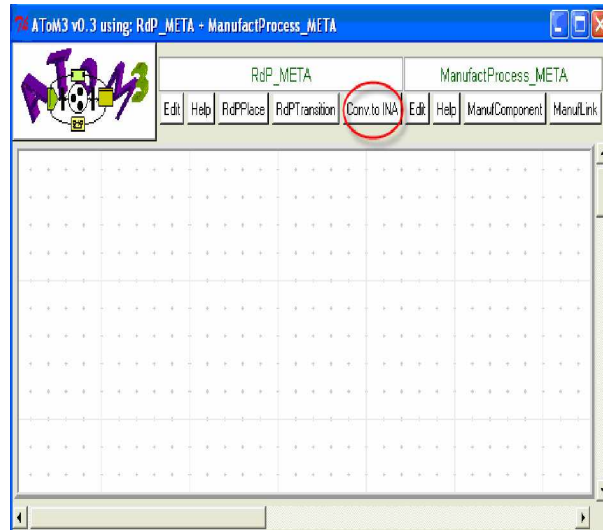 AToM3 v0.3 using: RdP_META + ManufactProcess_META
AToM3
RdP_META ManufactProcess_META
Edit Help RdPPlace RdPTransition Conv.to INA Edit Help ManufComponent ManufLink